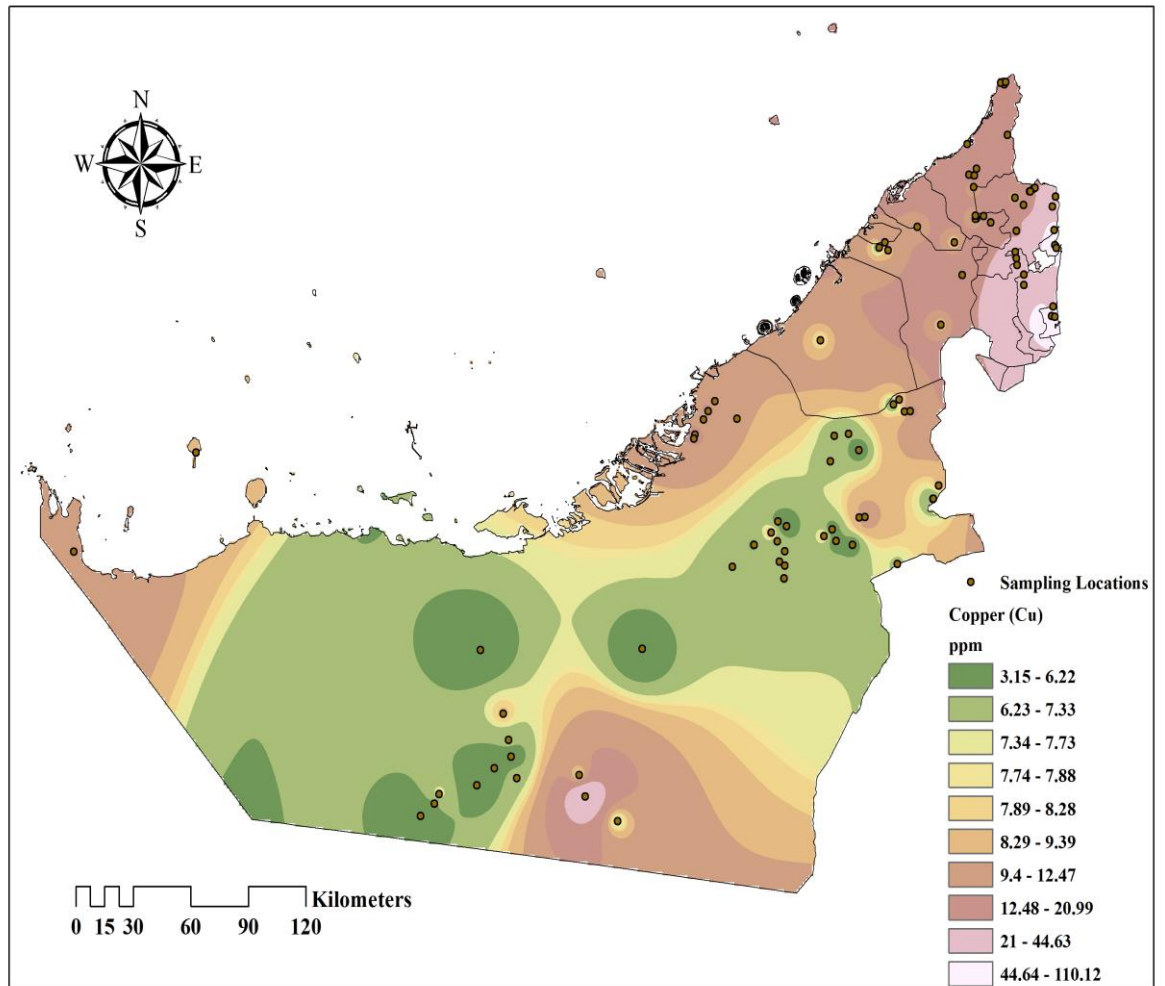 N
W E
S
Sampling Locations
Copper (Cu)
ppm
3.15 - 6.22
6.23 - 7.33
7.34 - 7.73
7.74 - 7.88
7.89 - 8.28
8.29 - 9.39
9.4 - 12.47
12.48 - 20.99
21 - 44.63
44.64 - 110.12
Kilometers
0 15 30 60 90 120